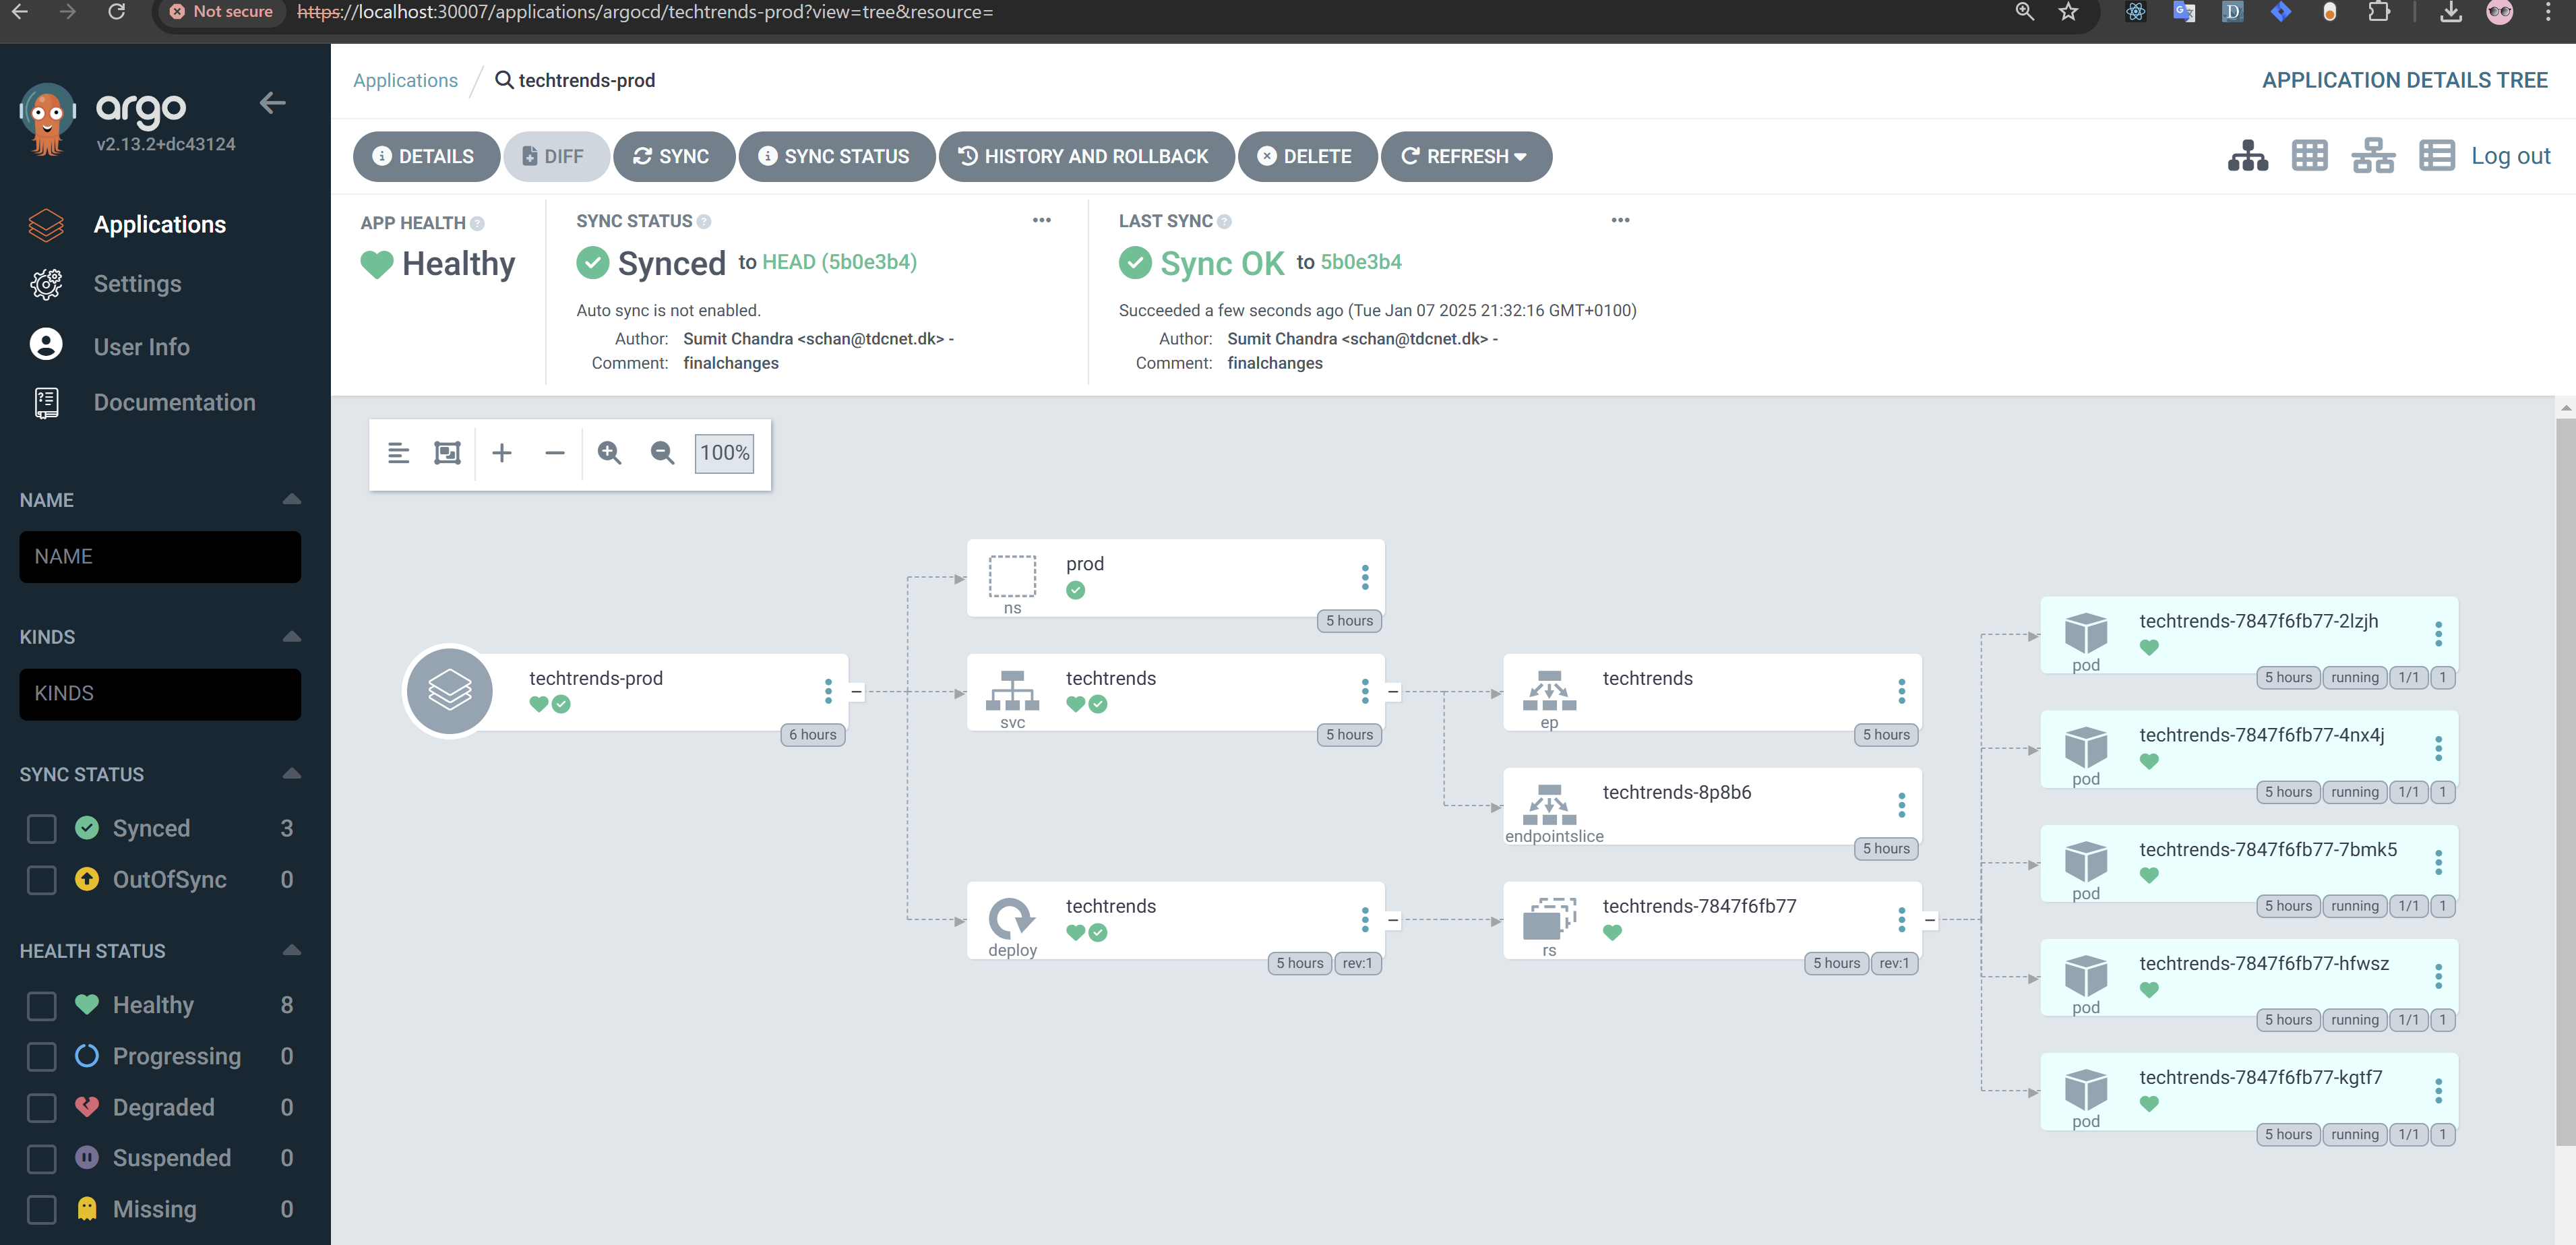 Not secure
https://localhost:30007/applications/argocd/techtrends-prod?view=tree&resource=
argo
v2.13.2+dc43124
Applications
Settings
User Info
Documentation
NAME
NAME
KINDS
KINDS
SYNC STATUS
Synced 3
OutOfSync 0
HEALTH STATUS
Healthy 8
Progressing 0
Degraded 0
Suspended 0
Missing 0
Applications / techtrends-prod
APPLICATION DETAILS TREE
DETAILS DIFF SYNC SYNC STATUS HISTORY AND ROLLBACK DELETE REFRESH
Log out
APP HEALTH
Healthy
SYNC STATUS
Synced to HEAD (5b0e3b4)
Auto sync is not enabled.
Author: Sumit Chandra <schan@tdcnet.dk> -
Comment: finalchanges
LAST SYNC
Sync OK to 5b0e3b4
Succeeded a few seconds ago (Tue Jan 07 2025 21:32:16 GMT+0100)
Author: Sumit Chandra <schan@tdcnet.dk> -
Comment: finalchanges
100%
techtrends-prod
6 hours
prod
ns
5 hours
techtrends
svc
5 hours
techtrends
deploy
5 hours rev:1
techtrends
ep
5 hours
techtrends-8p8b6
endpointslice
5 hours
techtrends-7847f6fb77
rs
5 hours rev:1
techtrends-7847f6fb77-2lzjh
pod
5 hours running 1/1 1
techtrends-7847f6fb77-4nx4j
pod
5 hours running 1/1 1
techtrends-7847f6fb77-7bmk5
pod
5 hours running 1/1 1
techtrends-7847f6fb77-hfwsz
pod
5 hours running 1/1 1
techtrends-7847f6fb77-kgtf7
pod
5 hours running 1/1 1